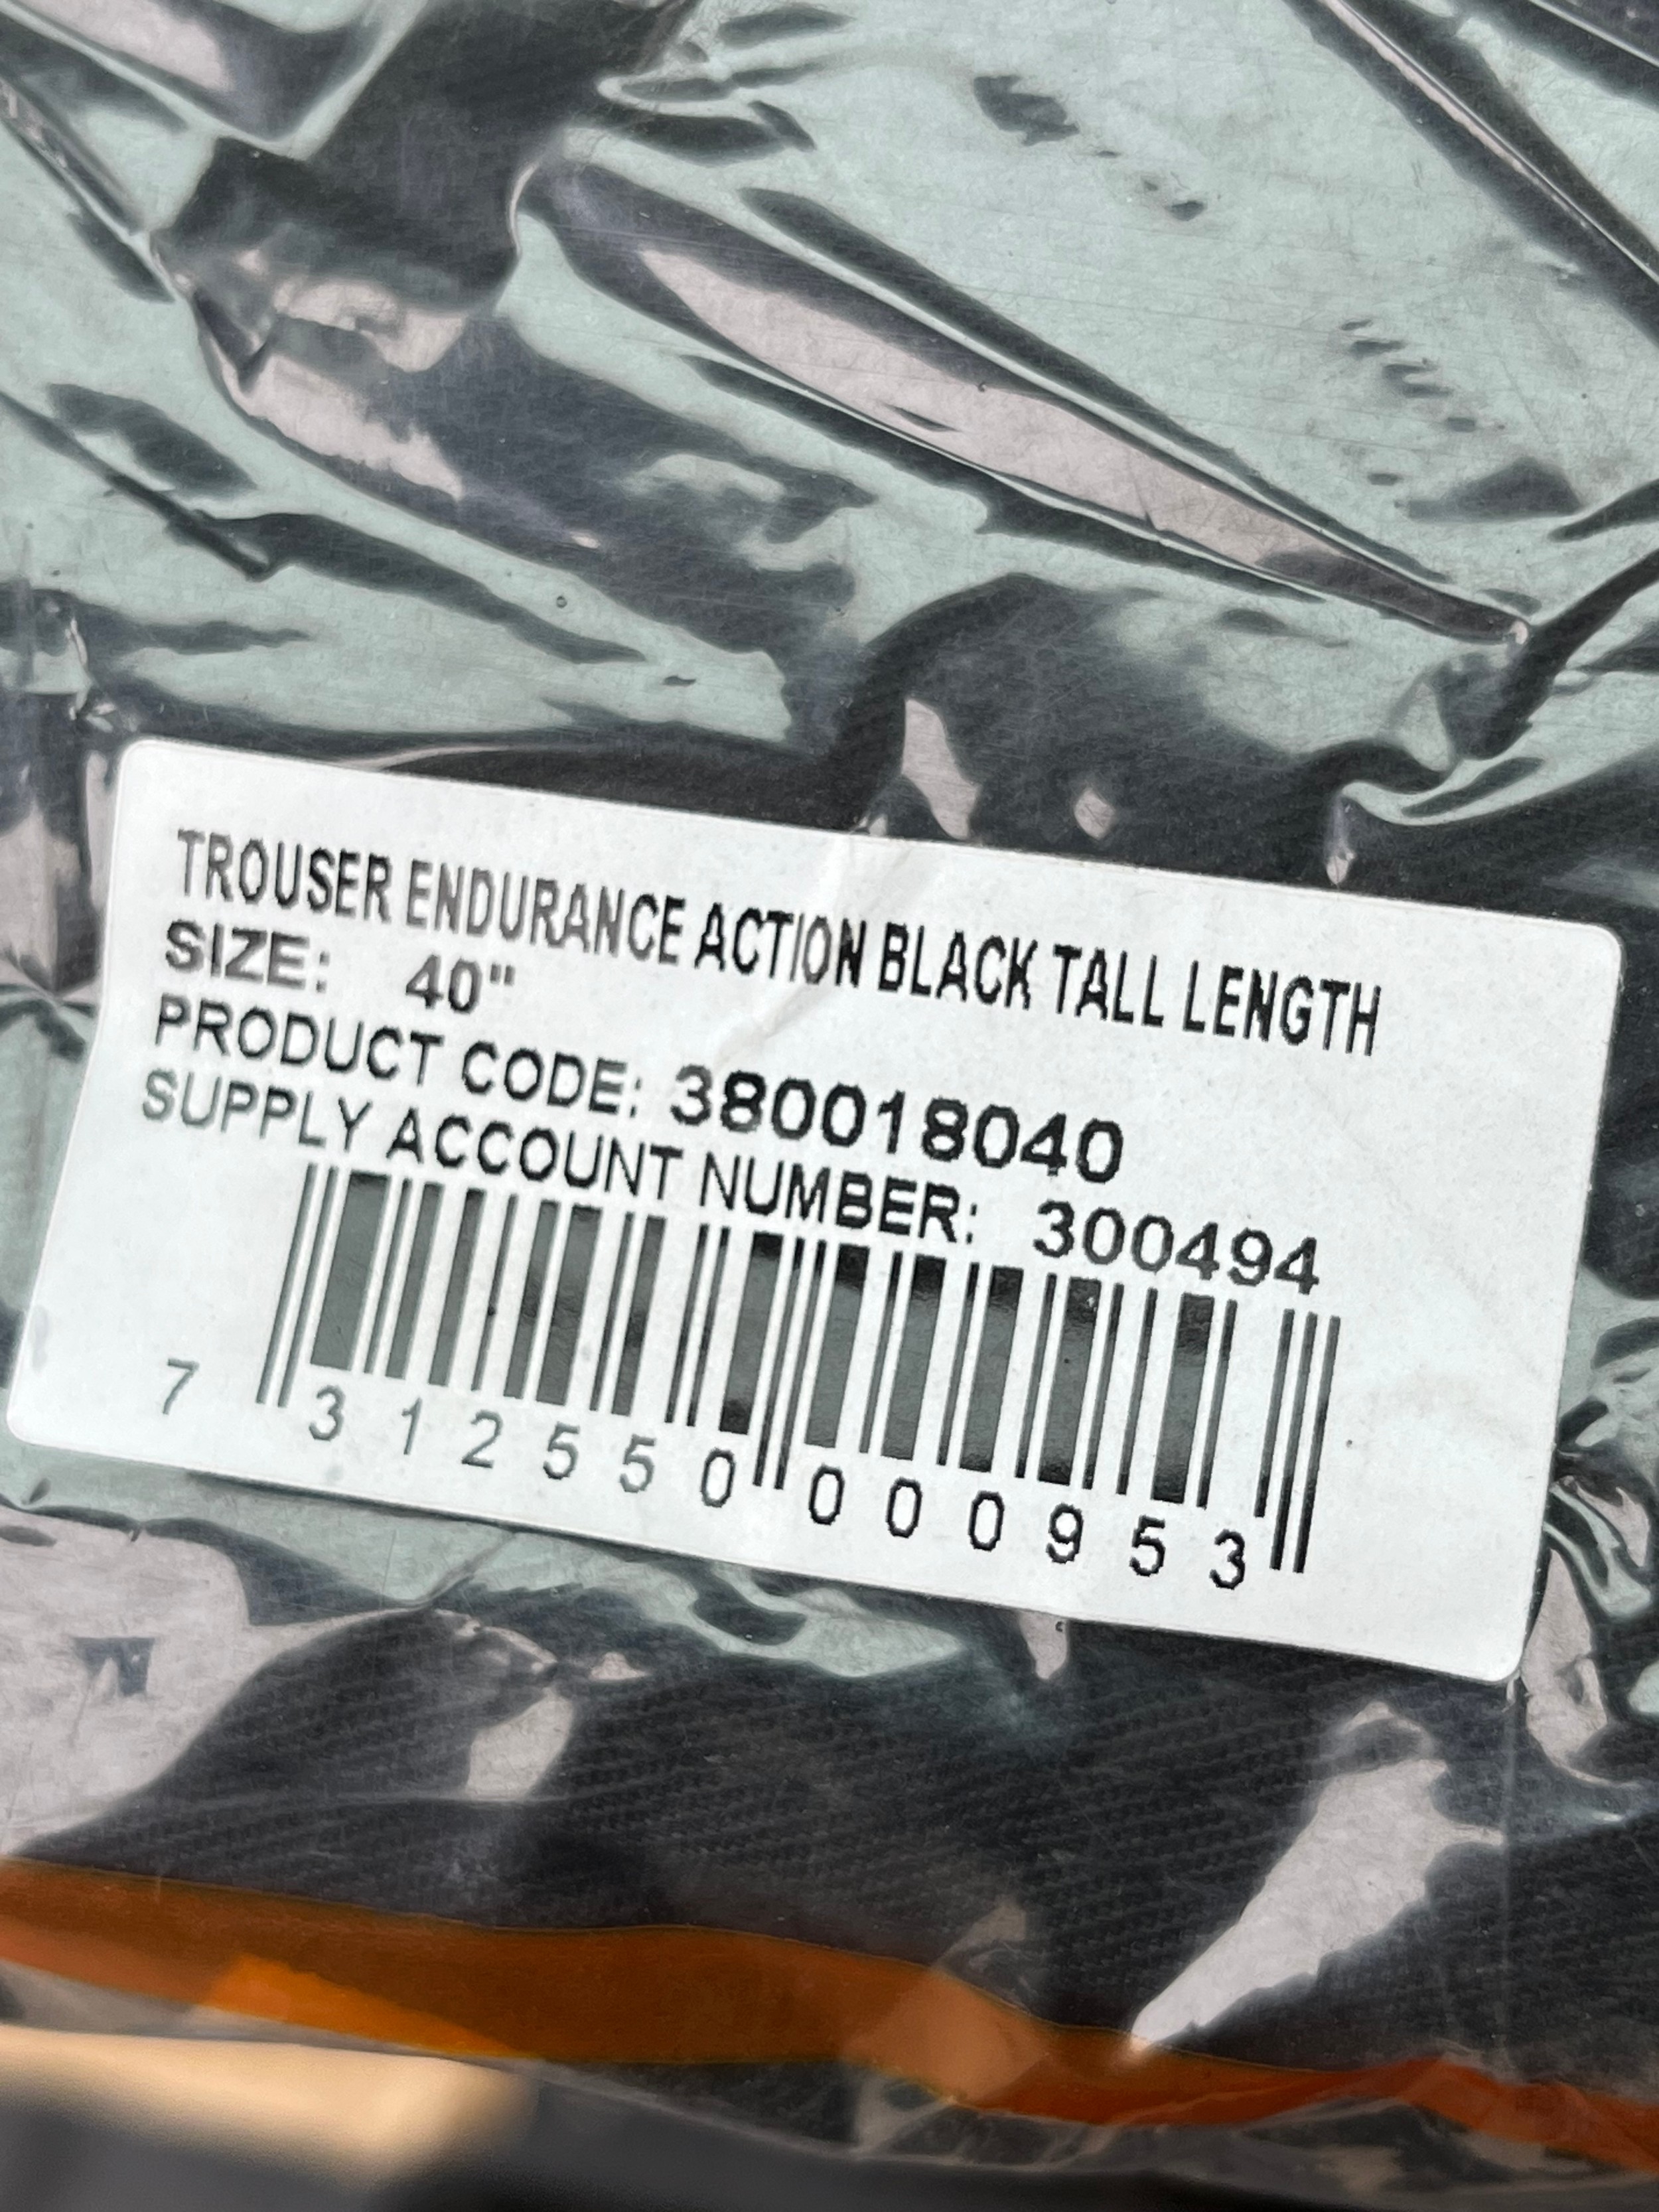 TROUSER ENDURANCE ACTION BLACK TALL LENGTH
SIZE: 40"
PRODUCT CODE: 380018040
SUPPLY ACCOUNT NUMBER: 300494
7 312550 000953